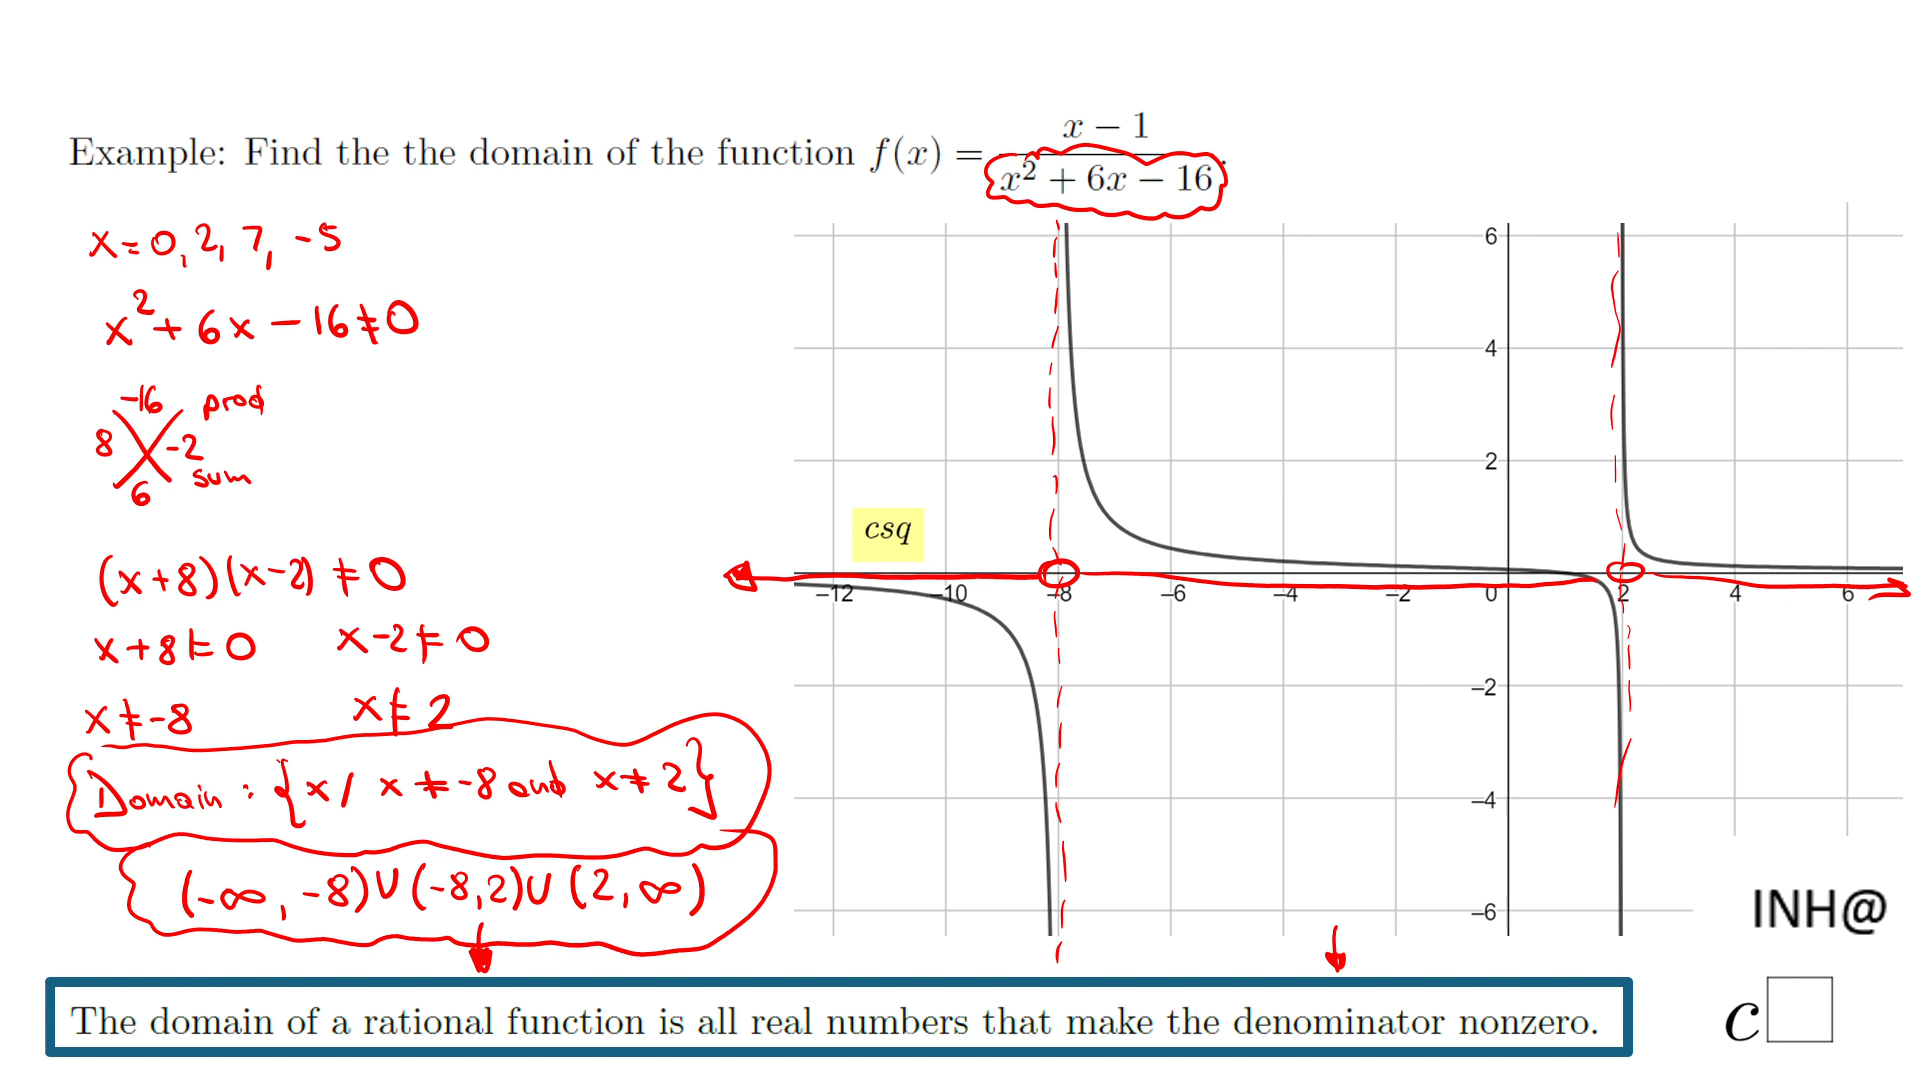 Example: Find the the domain of the function f(x) = (x − 1)/(x² + 6x − 16).
x = 0, 2, 7, -5
x² + 6x − 16 ≠ 0
-16 prod
8 -2
6 sum
(x+8)(x-2) ≠ 0
x+8 ≠ 0 x-2 ≠ 0
x ≠ -8 x ≠ 2
Domain: {x / x ≠ -8 and x ≠ 2}
(-∞, -8) ∪ (-8, 2) ∪ (2, ∞)
6
4
2
csq
−12 −10 −8 −6 −4 −2 0 2 4 6
−2
−4
−6
INH@
The domain of a rational function is all real numbers that make the denominator nonzero.
c